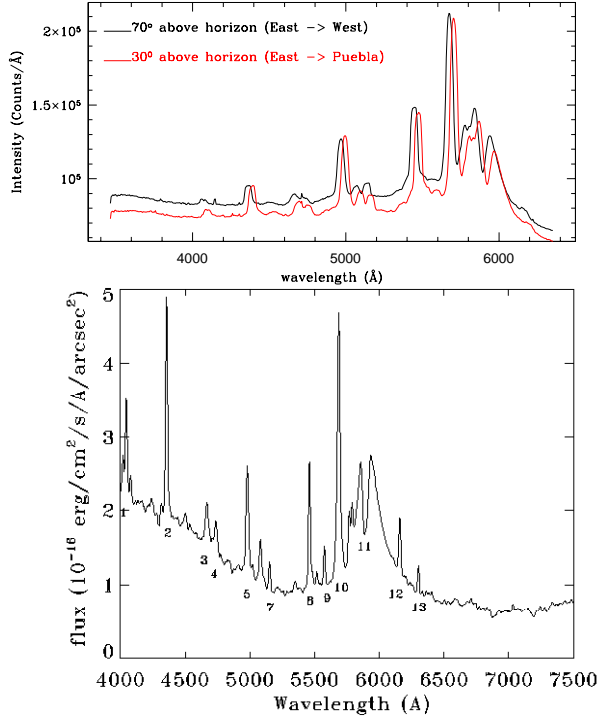 70° above horizon (East -> West)
30° above horizon (East -> Puebla)
2×10⁵
1.5×10⁵
10⁵
Intensity (Counts/Å)
4000 5000 6000
wavelength (Å)
5
4
3
2
1
0
flux (10⁻¹⁶ erg/cm²/s/A/arcsec²)
1 2 3 4 5 7 8 9 10 11 12 13
4000 4500 5000 5500 6000 6500 7000 7500
Wavelength (A)